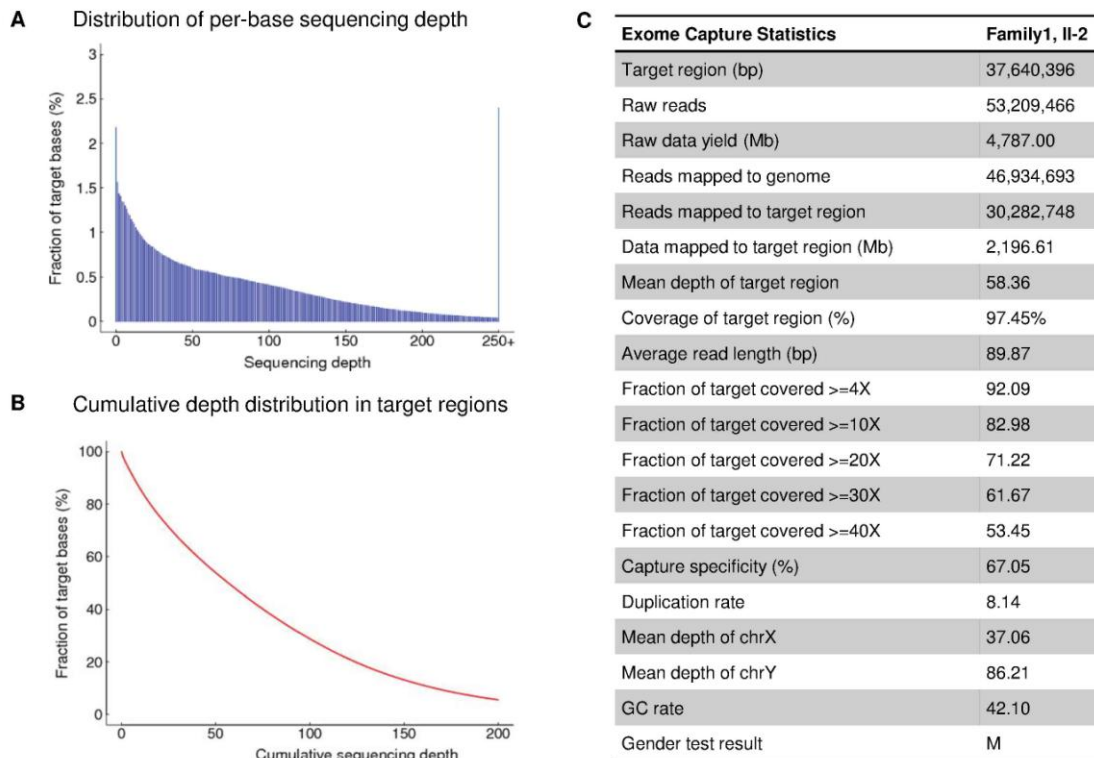 A Distribution of per-base sequencing depth
3
2.5
2
1.5
1
0.5
0
Fraction of target bases (%)
0 50 100 150 200 250+
Sequencing depth
B Cumulative depth distribution in target regions
100
80
60
40
20
0
Fraction of target bases (%)
0 50 100 150 200
Cumulative sequencing depth
C
Exome Capture Statistics Family1, II-2
Target region (bp) 37,640,396
Raw reads 53,209,466
Raw data yield (Mb) 4,787.00
Reads mapped to genome 46,934,693
Reads mapped to target region 30,282,748
Data mapped to target region (Mb) 2,196.61
Mean depth of target region 58.36
Coverage of target region (%) 97.45%
Average read length (bp) 89.87
Fraction of target covered >=4X 92.09
Fraction of target covered >=10X 82.98
Fraction of target covered >=20X 71.22
Fraction of target covered >=30X 61.67
Fraction of target covered >=40X 53.45
Capture specificity (%) 67.05
Duplication rate 8.14
Mean depth of chrX 37.06
Mean depth of chrY 86.21
GC rate 42.10
Gender test result M